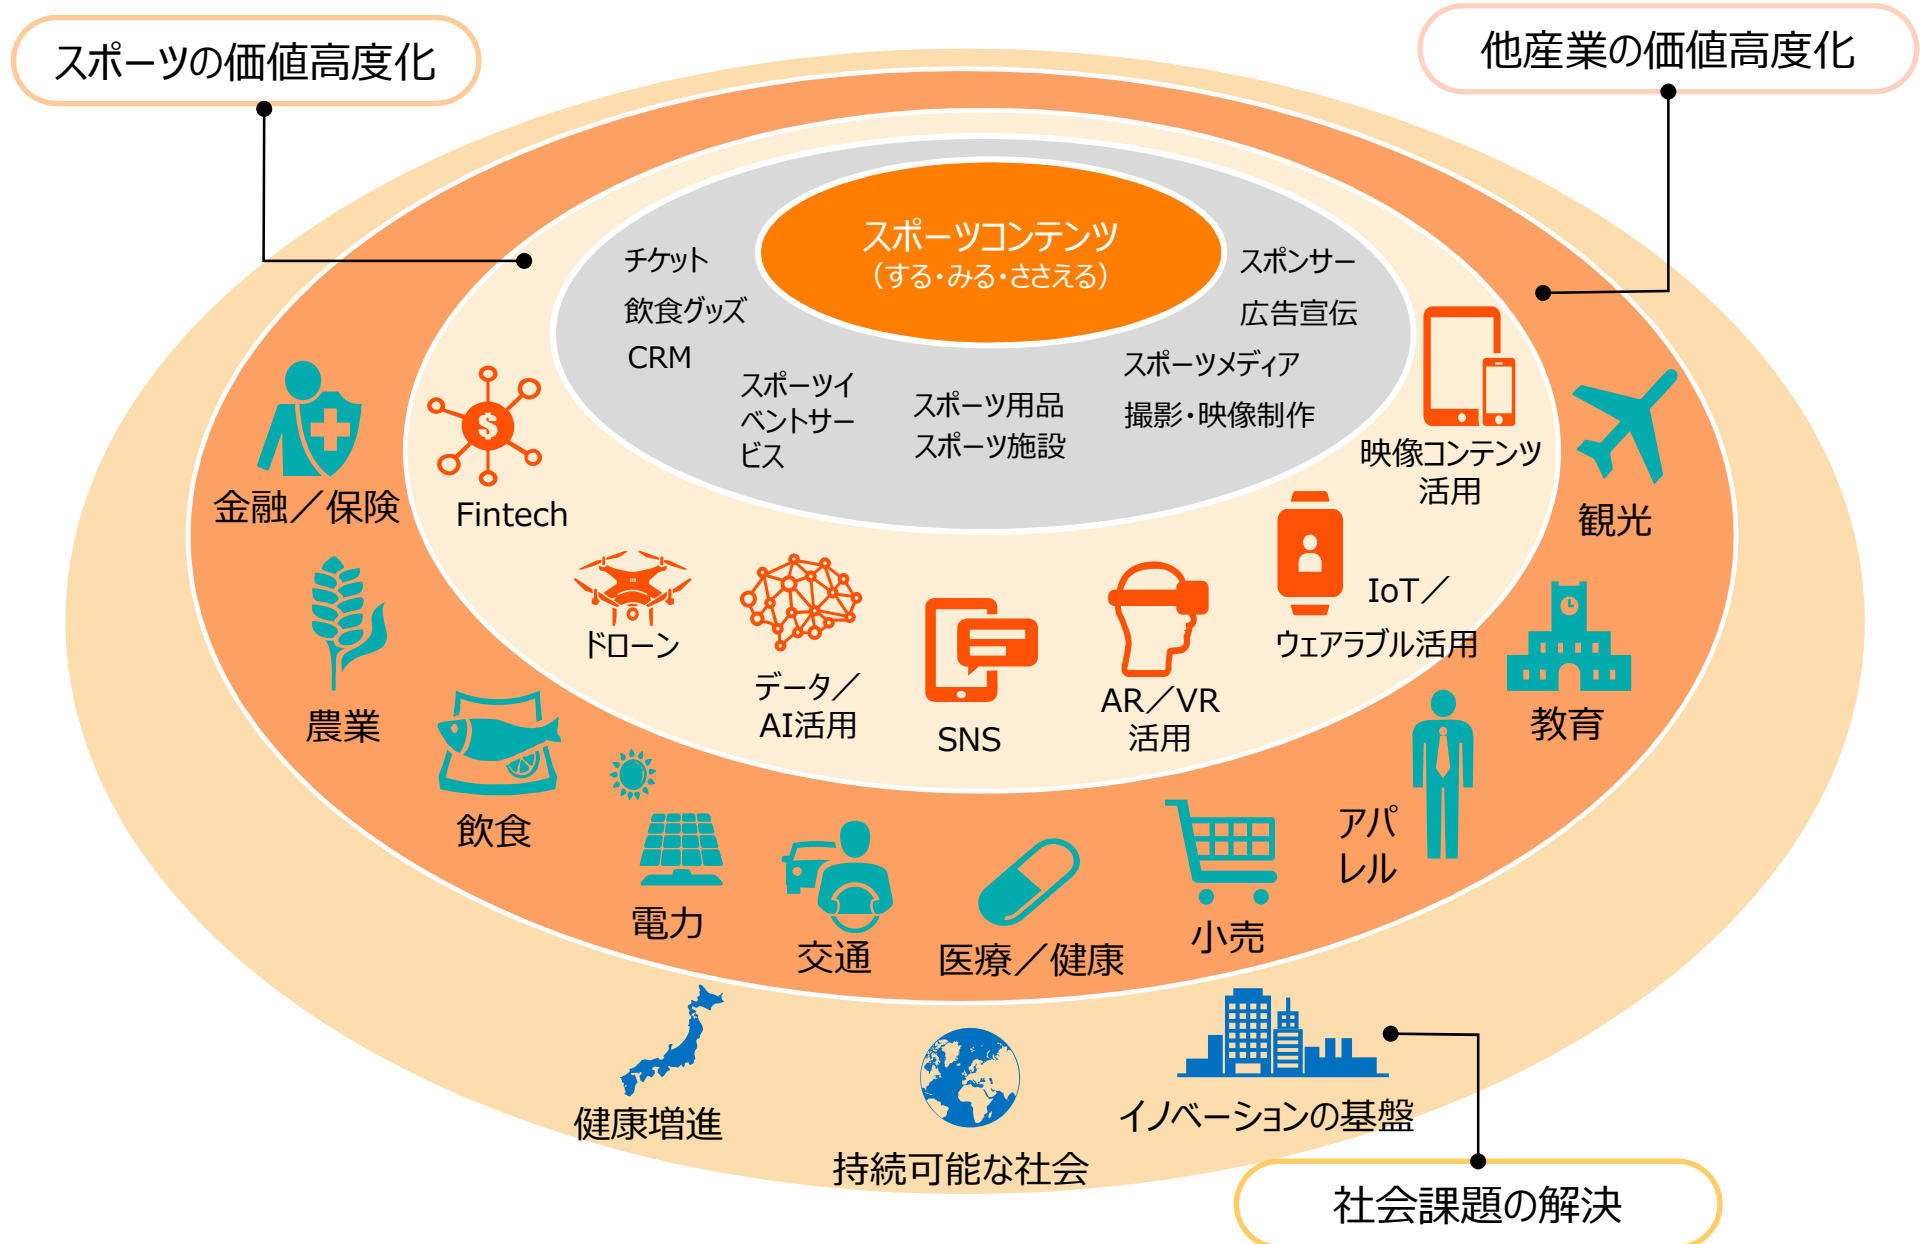 スポーツの価値高度化
他産業の価値高度化
スポーツコンテンツ
（する・みる・ささえる）
チケット
飲食グッズ
CRM
スポーツイ
ベントサー
ビス
スポーツ用品
スポーツ施設
スポンサー
広告宣伝
スポーツメディア
撮影・映像制作
映像コンテンツ
活用
Fintech
ドローン
データ／
AI活用
SNS
AR／VR
活用
IoT／
ウェアラブル活用
金融／保険
農業
飲食
電力
交通
医療／健康
小売
アパ
レル
教育
観光
健康増進
持続可能な社会
イノベーションの基盤
社会課題の解決
$